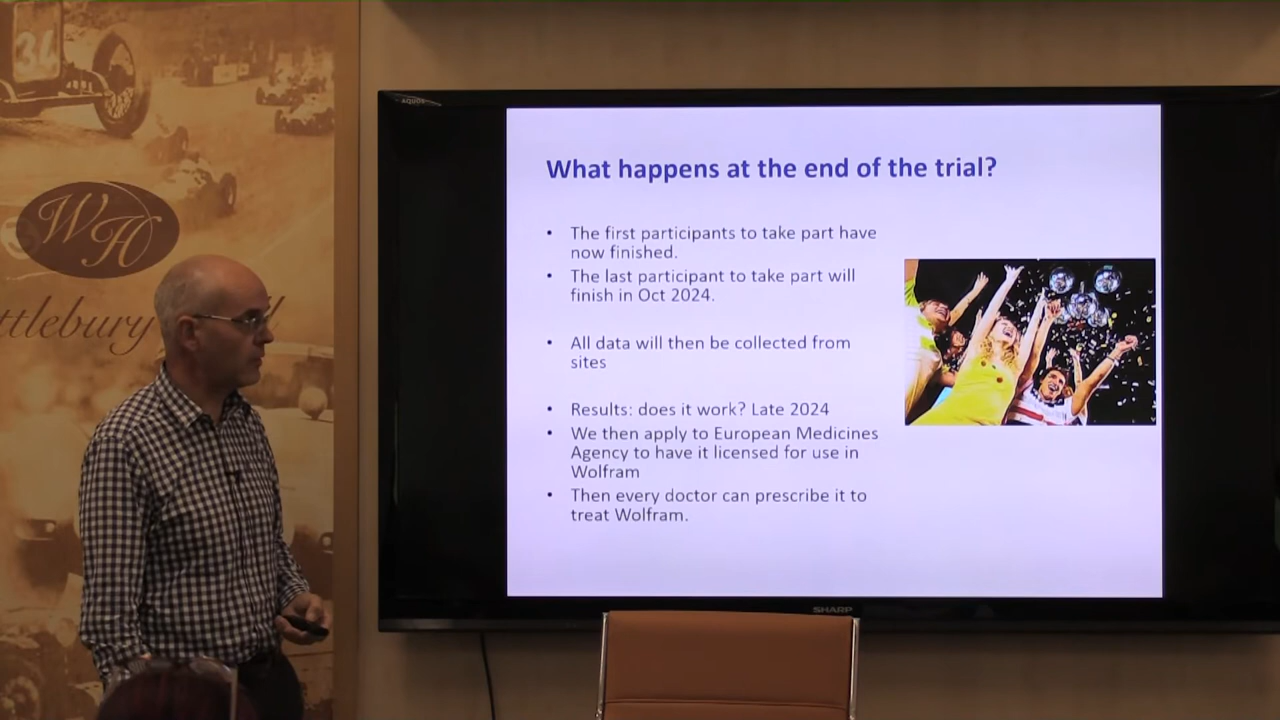 34
WH
ttlebury
AQUOS
What happens at the end of the trial?
• The first participants to take part have
now finished.
• The last participant to take part will
finish in Oct 2024.
• All data will then be collected from
sites
• Results: does it work? Late 2024
• We then apply to European Medicines
Agency to have it licensed for use in
Wolfram
• Then every doctor can prescribe it to
treat Wolfram.
SHARP